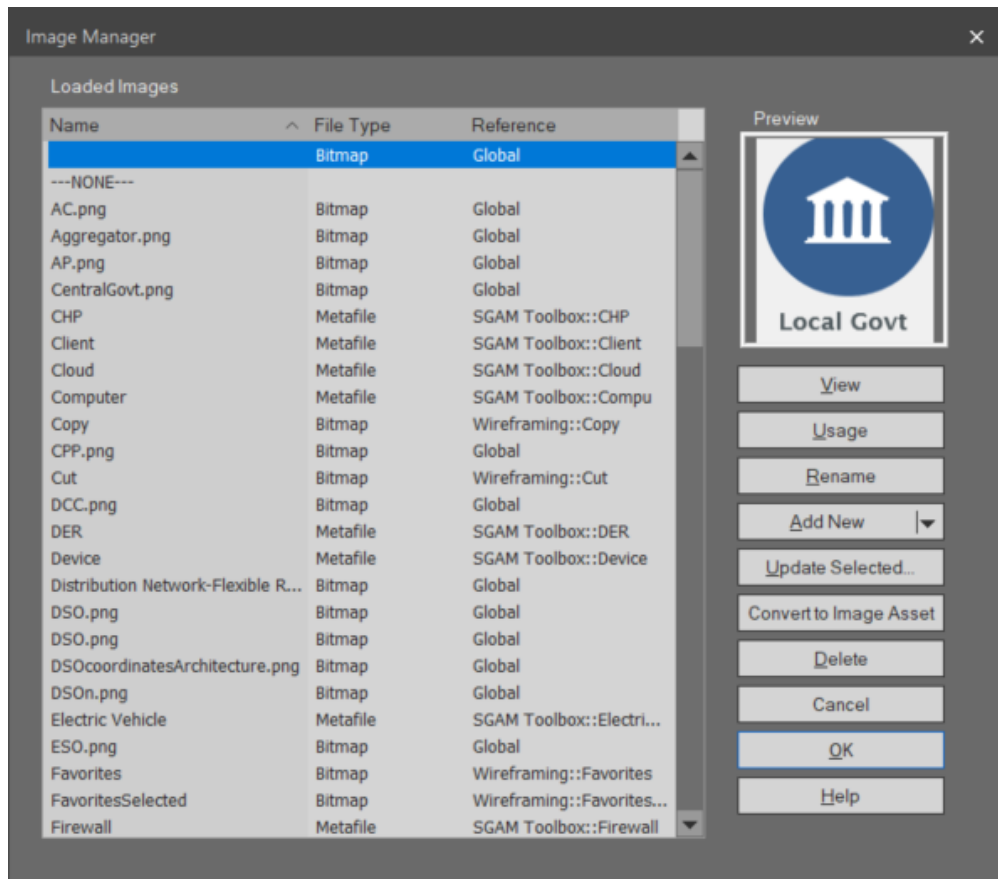 Image Manager
Loaded Images
Name File Type Reference
Bitmap Global
---NONE---
AC.png Bitmap Global
Aggregator.png Bitmap Global
AP.png Bitmap Global
CentralGovt.png Bitmap Global
CHP Metafile SGAM Toolbox::CHP
Client Metafile SGAM Toolbox::Client
Cloud Metafile SGAM Toolbox::Cloud
Computer Metafile SGAM Toolbox::Compu
Copy Bitmap Wireframing::Copy
CPP.png Bitmap Global
Cut Bitmap Wireframing::Cut
DCC.png Bitmap Global
DER Metafile SGAM Toolbox::DER
Device Metafile SGAM Toolbox::Device
Distribution Network-Flexible R... Bitmap Global
DSO.png Bitmap Global
DSO.png Bitmap Global
DSOcoordinatesArchitecture.png Bitmap Global
DSOn.png Bitmap Global
Electric Vehicle Metafile SGAM Toolbox::Electri...
ESO.png Bitmap Global
Favorites Bitmap Wireframing::Favorites
FavoritesSelected Bitmap Wireframing::Favorites...
Firewall Metafile SGAM Toolbox::Firewall
Preview
Local Govt
View
Usage
Rename
Add New
Update Selected...
Convert to Image Asset
Delete
Cancel
OK
Help